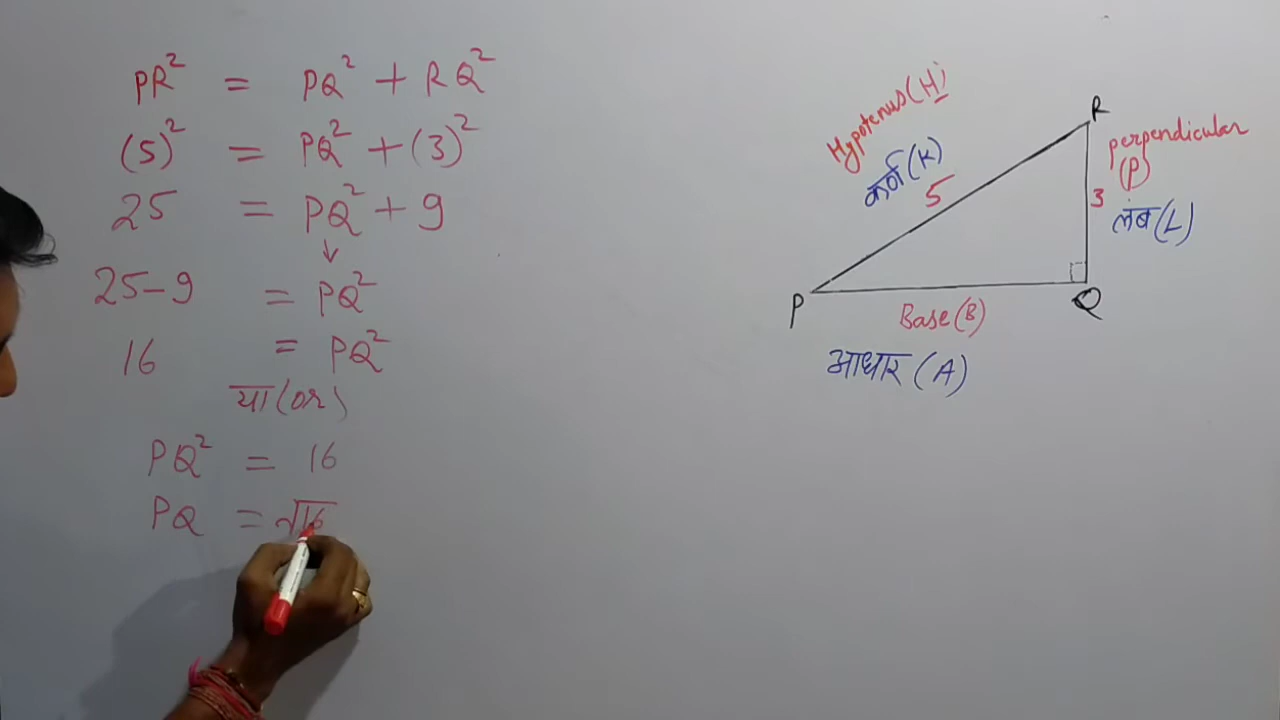 PR² = PQ² + RQ²
(5)² = PQ² + (3)²
25 = PQ² + 9
↓
25-9 = PQ²
16 = PQ²
या (or)
PQ² = 16
PQ = √16
R
Hypotenus (H)
कर्ण (K)
5
perpendicular
(P)
3
लंब (L)
P
Q
Base (B)
आधार (A)